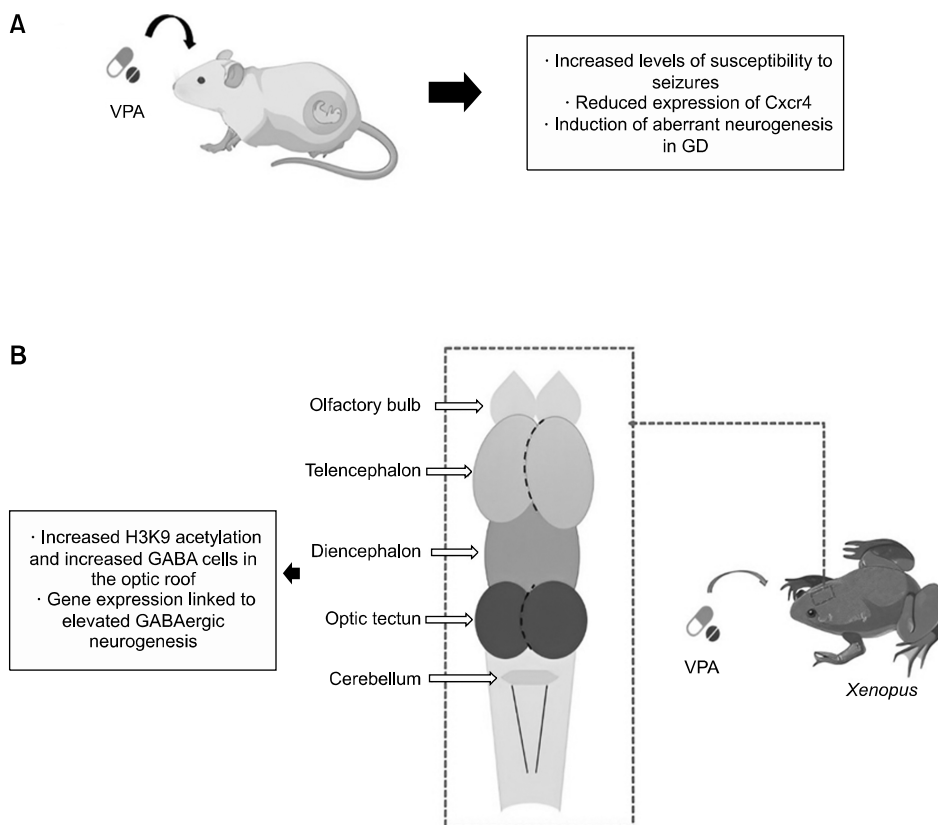 A
VPA
· Increased levels of susceptibility to
seizures
· Reduced expression of Cxcr4
· Induction of aberrant neurogenesis
in GD
B
Olfactory bulb
Telencephalon
Diencephalon
Optic tectun
Cerebellum
· Increased H3K9 acetylation
and increased GABA cells in
the optic roof
· Gene expression linked to
elevated GABAergic
neurogenesis
VPA
Xenopus